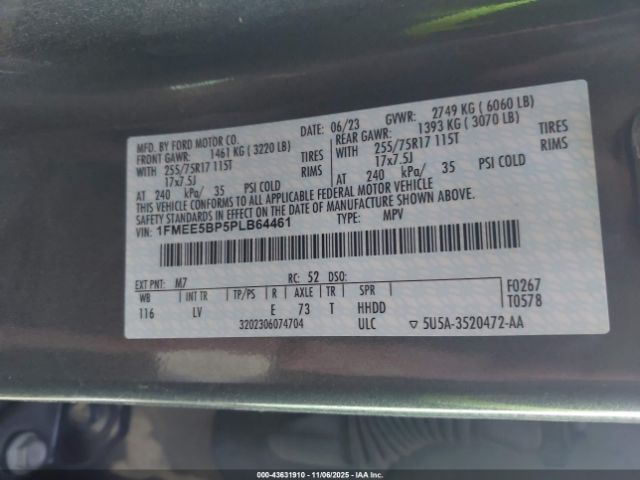 MFD. BY FORD MOTOR CO.
DATE: 06/23 GVWR: 2749 KG ( 6060 LB)
FRONT GAWR: 1461 KG ( 3220 LB) REAR GAWR: 1393 KG ( 3070 LB)
WITH 255/75R17 115T TIRES WITH 255/75R17 115T TIRES
17x7.5J RIMS 17x7.5J RIMS
AT 240 kPa/ 35 PSI COLD AT 240 kPa/ 35 PSI COLD
THIS VEHICLE CONFORMS TO ALL APPLICABLE FEDERAL MOTOR VEHICLE
SAFETY STANDARDS IN EFFECT ON THE DATE OF MANUFACTURE SHOWN ABOVE.
VIN: 1FMEE5BP5PLB64461 TYPE: MPV
EXT PNT: M7 RC: 52 DSO:
WB INT TR TP/PS R AXLE TR SPR F0267
116 LV E 73 T HHDD T0578
3202306074704 ULC ▽ 5U5A-3520472-AA
000-43631910 - 11/06/2025 - IAA Inc.